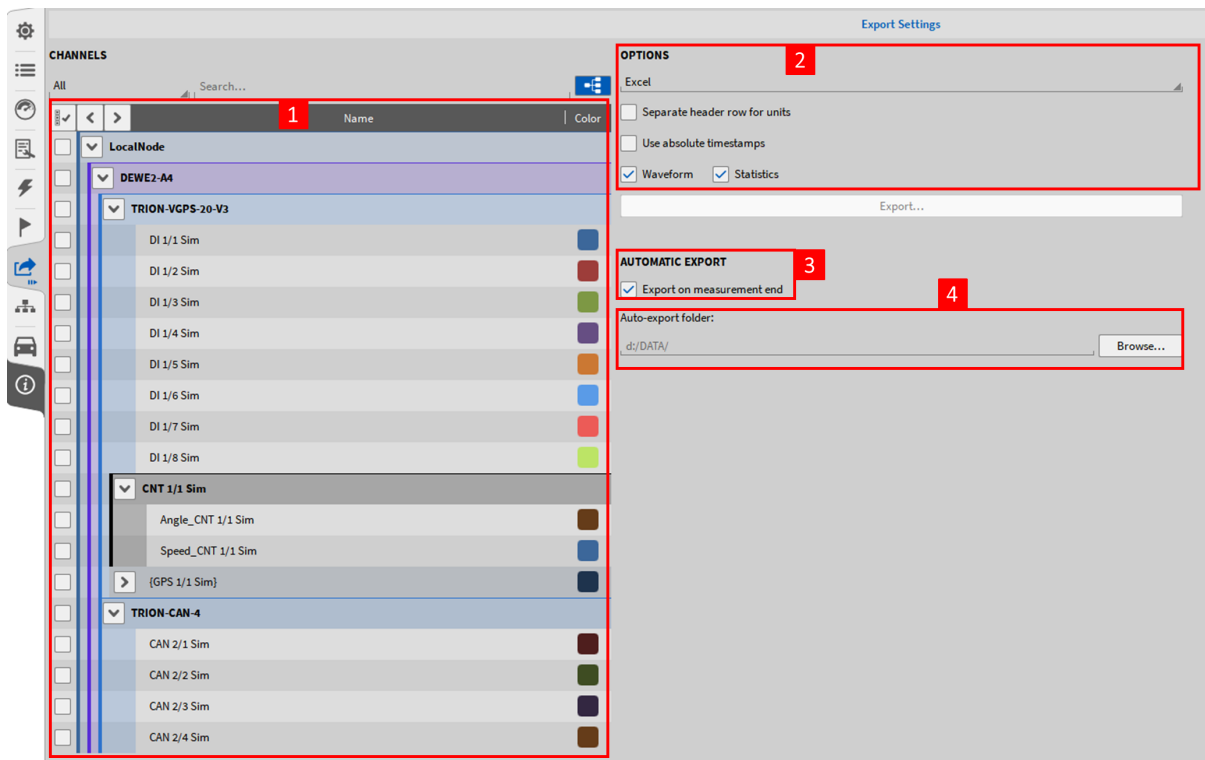 Export Settings
CHANNELS
All
Search...
1
Name
Color
LocalNode
DEWE2-A4
TRION-VGPS-20-V3
DI 1/1 Sim
DI 1/2 Sim
DI 1/3 Sim
DI 1/4 Sim
DI 1/5 Sim
DI 1/6 Sim
DI 1/7 Sim
DI 1/8 Sim
CNT 1/1 Sim
Angle_CNT 1/1 Sim
Speed_CNT 1/1 Sim
{GPS 1/1 Sim}
TRION-CAN-4
CAN 2/1 Sim
CAN 2/2 Sim
CAN 2/3 Sim
CAN 2/4 Sim
OPTIONS
2
Excel
Separate header row for units
Use absolute timestamps
Waveform Statistics
Export...
AUTOMATIC EXPORT
3
Export on measurement end
4
Auto-export folder:
d:/DATA/
Browse...